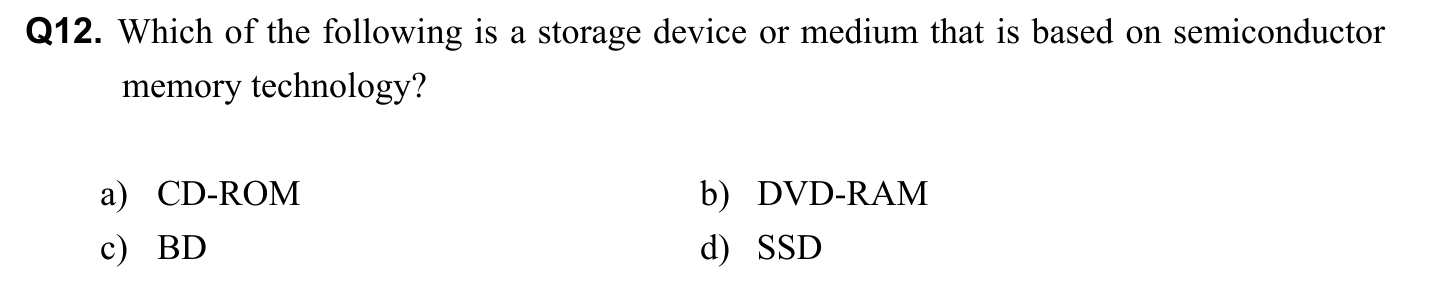 Q12. Which of the following is a storage device or medium that is based on semiconductor
memory technology?
a) CD-ROM b) DVD-RAM
c) BD d) SSD